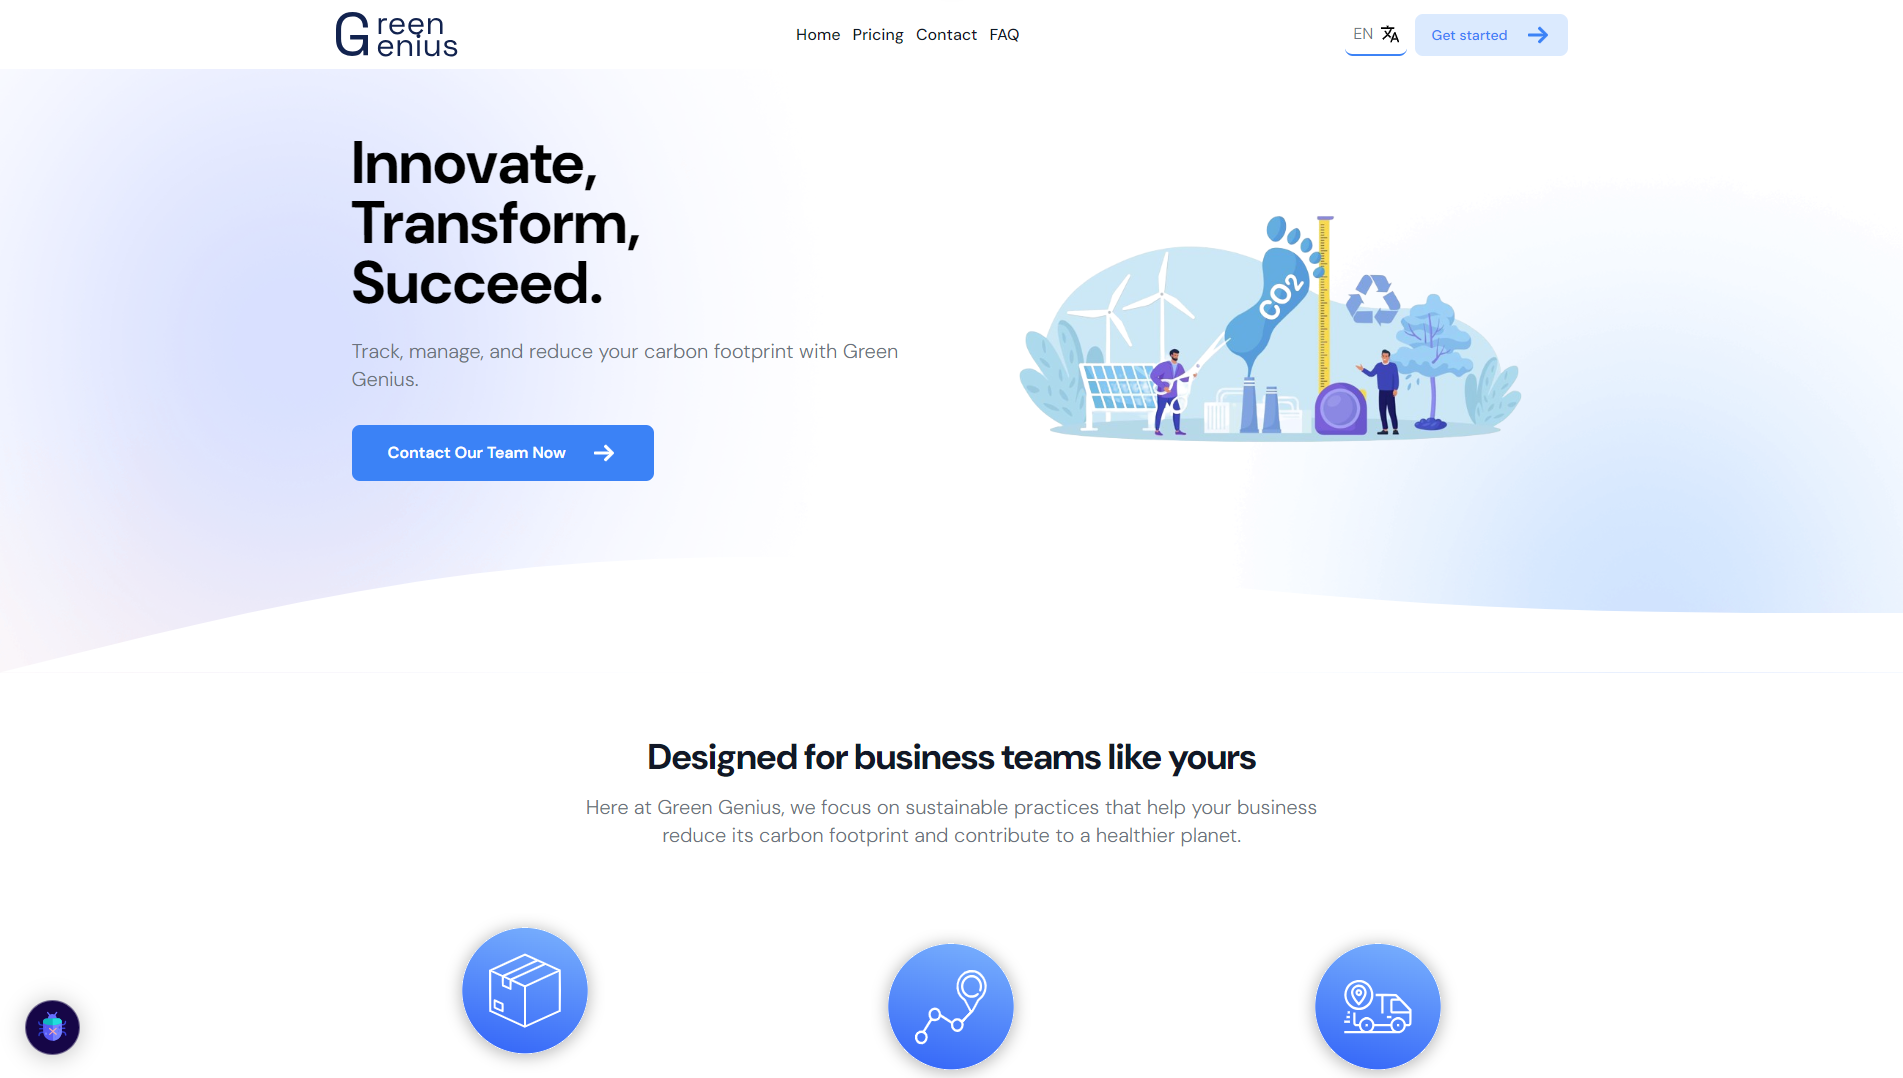 Green
Genius
Home Pricing Contact FAQ
EN
Get started
Innovate,
Transform,
Succeed.
Track, manage, and reduce your carbon footprint with Green
Genius.
Contact Our Team Now
CO2
Designed for business teams like yours
Here at Green Genius, we focus on sustainable practices that help your business
reduce its carbon footprint and contribute to a healthier planet.